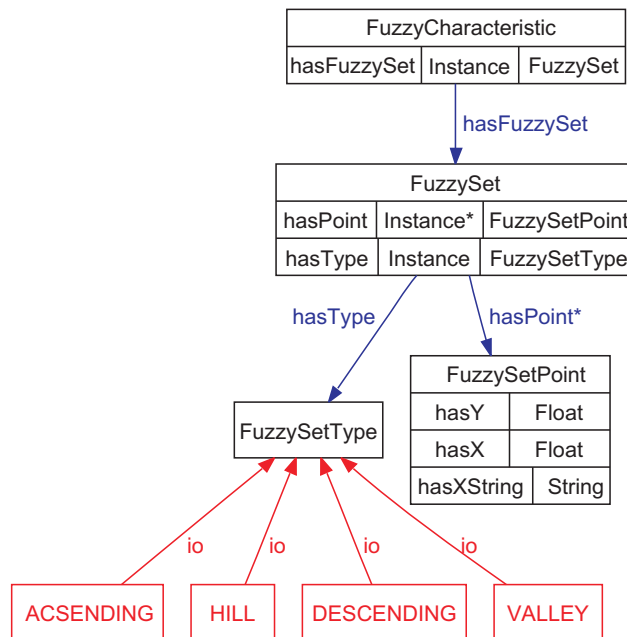 FuzzyCharacteristic
hasFuzzySet Instance FuzzySet
hasFuzzySet
FuzzySet
hasPoint Instance* FuzzySetPoint
hasType Instance FuzzySetType
hasType hasPoint*
FuzzySetPoint
hasY Float
FuzzySetType
hasX Float
hasXString String
io io io io
ACSENDING HILL DESCENDING VALLEY